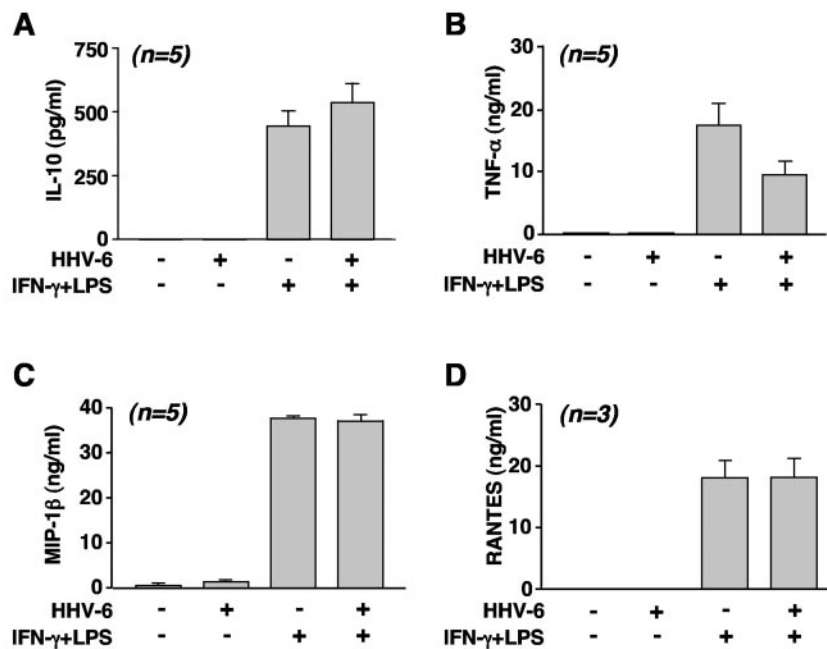 A
(n=5)
IL-10 (pg/ml)
750
500
250
0
HHV-6 - + - +
IFN-γ+LPS - - + +
B
(n=5)
TNF-α (ng/ml)
30
20
10
0
HHV-6 - + - +
IFN-γ+LPS - - + +
C
(n=5)
MIP-1β (ng/ml)
40
30
20
10
0
HHV-6 - + - +
IFN-γ+LPS - - + +
D
(n=3)
RANTES (ng/ml)
30
20
10
0
HHV-6 - + - +
IFN-γ+LPS - - + +